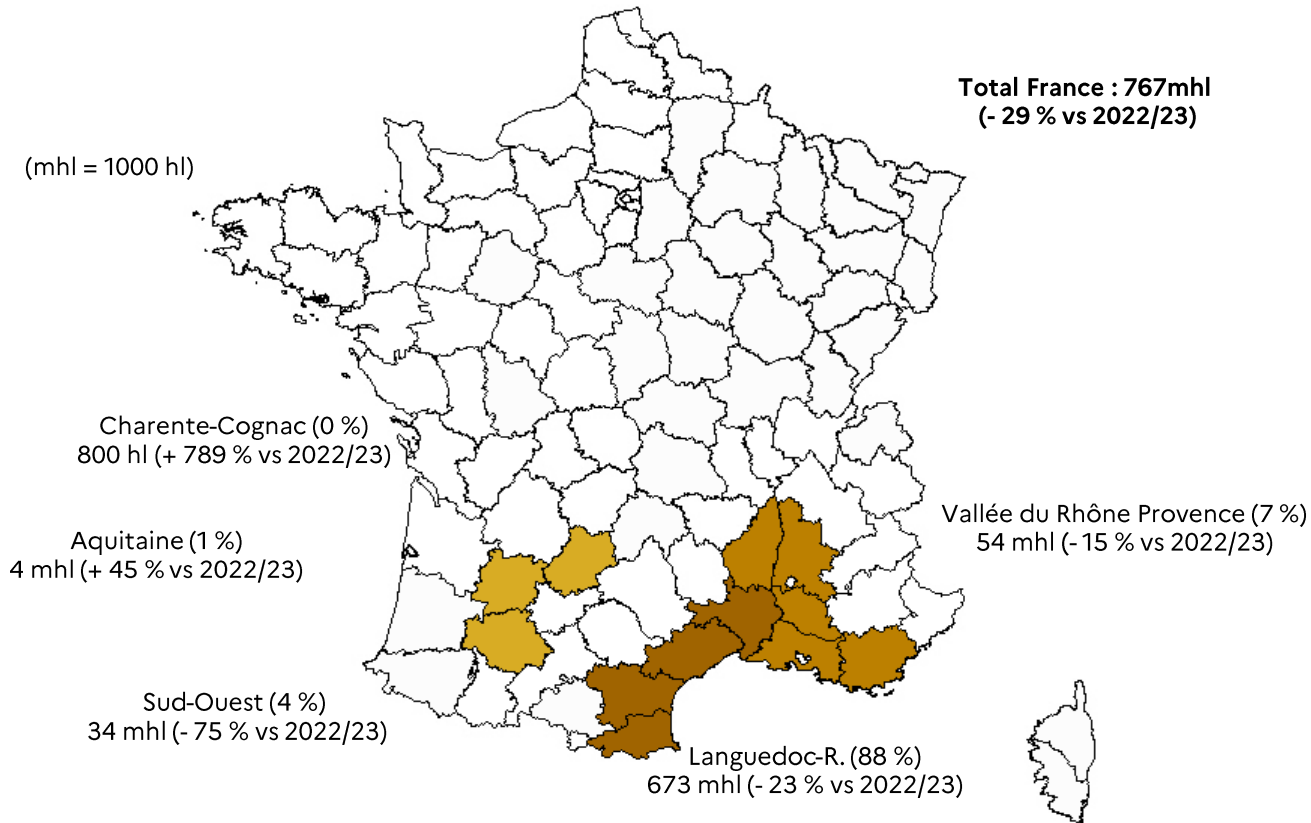 Total France : 767mhl
(- 29 % vs 2022/23)
(mhl = 1000 hl)
Charente-Cognac (0 %)
800 hl (+ 789 % vs 2022/23)
Vallée du Rhône Provence (7 %)
54 mhl (- 15 % vs 2022/23)
Aquitaine (1 %)
4 mhl (+ 45 % vs 2022/23)
Sud-Ouest (4 %)
34 mhl (- 75 % vs 2022/23)
Languedoc-R. (88 %)
673 mhl (- 23 % vs 2022/23)